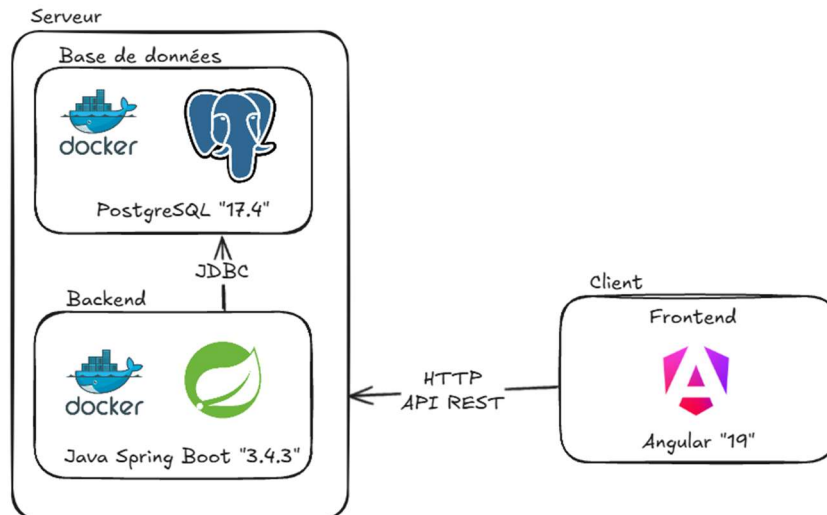 Serveur
Base de données
docker
PostgreSQL "17.4"
JDBC
Backend
docker
Java Spring Boot "3.4.3"
HTTP
API REST
Client
Frontend
Angular "19"